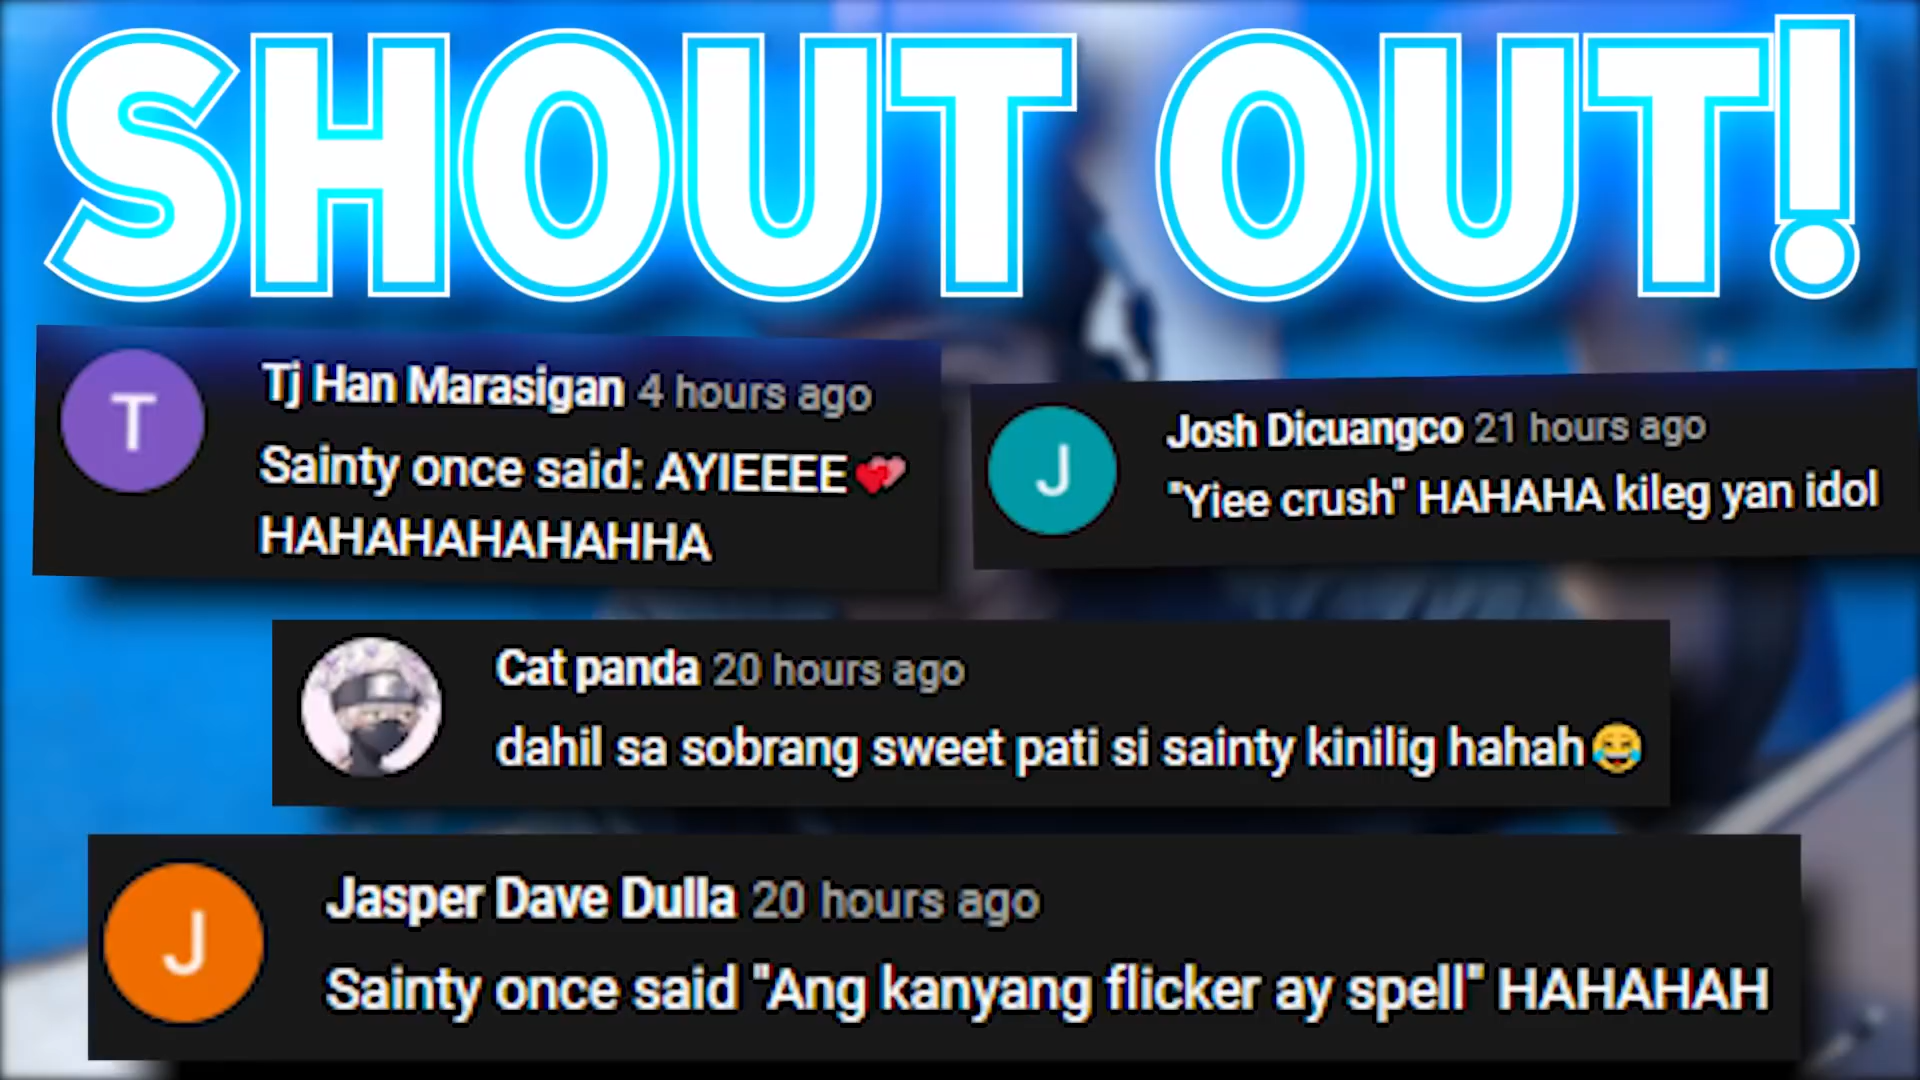 SHOUT OUT!
T
Tj Han Marasigan 4 hours ago
Sainty once said: AYIEEEE💕
HAHAHAHAHAHHA
J
Josh Dicuangco 21 hours ago
"Yiee crush" HAHAHA kileg yan idol
Cat panda 20 hours ago
dahil sa sobrang sweet pati si sainty kinilig hahah😂
J
Jasper Dave Dulla 20 hours ago
Sainty once said "Ang kanyang flicker ay spell" HAHAHAH